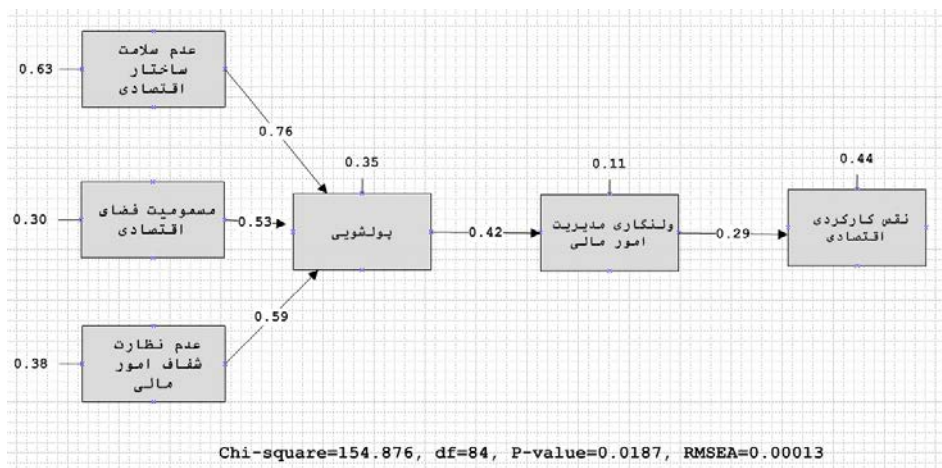 عدم سلامت
ساختار
اقتصادی
0.63
0.76
0.35
0.11
0.44
مسمومیت فضای
اقتصادی
0.30
0.53
پولشویی
0.42
ولنگاری مدیریت
امور مالی
0.29
نقص کارکردی
اقتصادی
0.59
عدم نظارت
شفاف امور
مالی
0.38
Chi-square=154.876, df=84, P-value=0.0187, RMSEA=0.00013